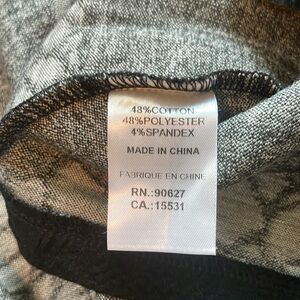 48%COTTON
48%POLYESTER
4%SPANDEX
MADE IN CHINA
FABRIQUE EN CHINE
RN.:90627
CA.:15531